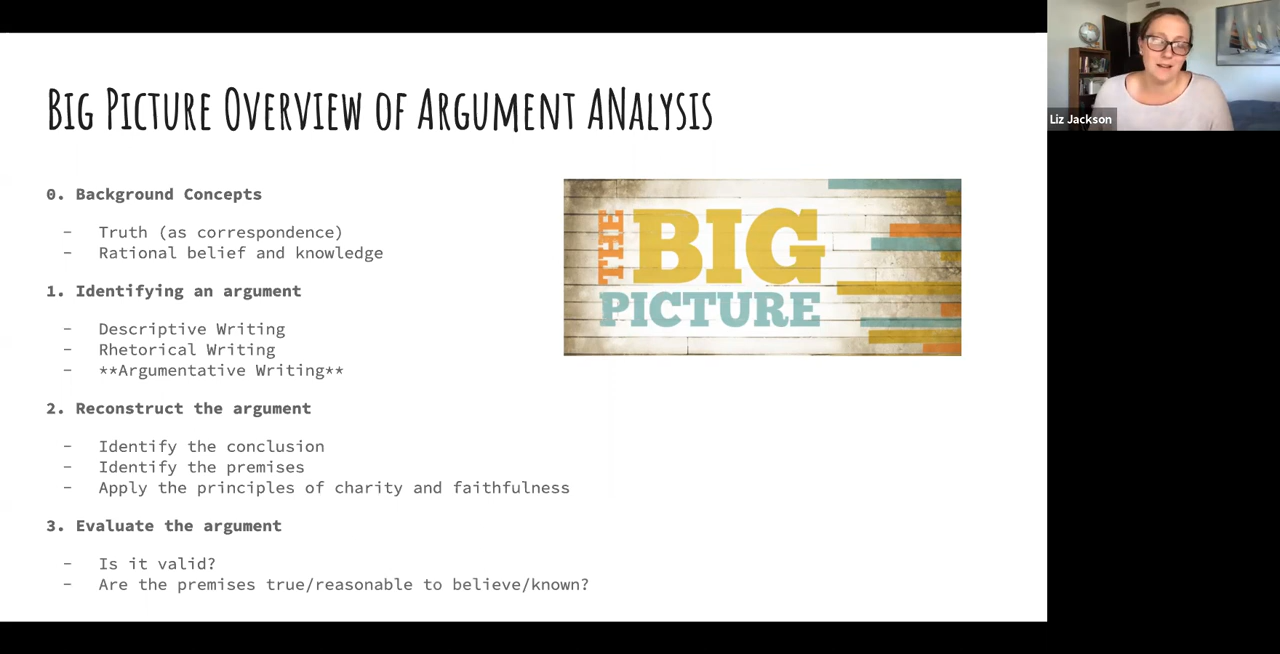 BIG PICTURE OVERVIEW OF ARGUMENT ANALYSIS
0. Background Concepts
- Truth (as correspondence)
- Rational belief and knowledge
1. Identifying an argument
- Descriptive Writing
- Rhetorical Writing
- **Argumentative Writing**
2. Reconstruct the argument
- Identify the conclusion
- Identify the premises
- Apply the principles of charity and faithfulness
3. Evaluate the argument
- Is it valid?
- Are the premises true/reasonable to believe/known?
THE BIG
PICTURE
Liz Jackson